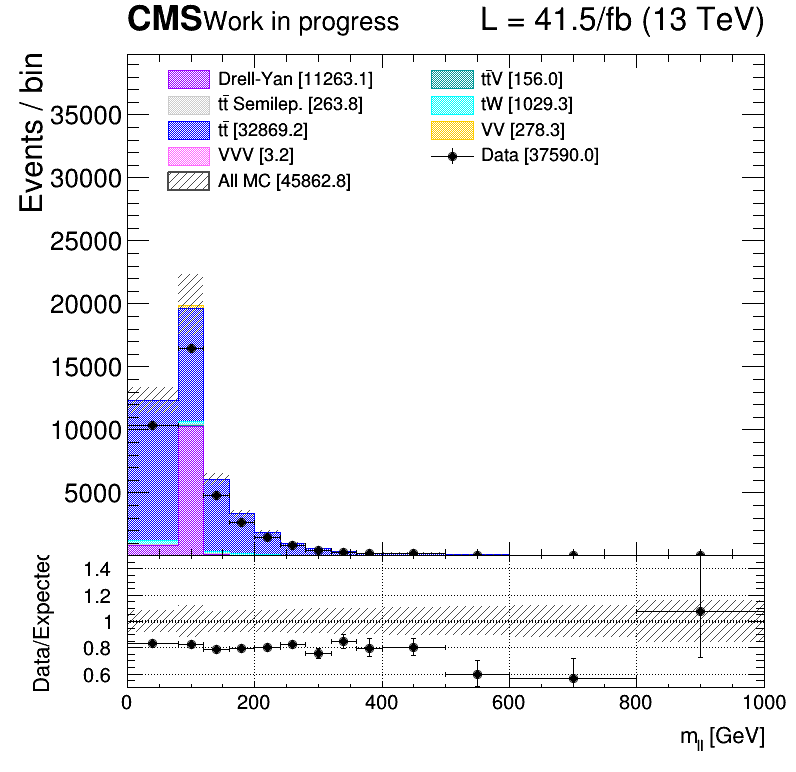 CMS Work in progress L = 41.5/fb (13 TeV)
Events / bin
Drell-Yan [11263.1]
tt̄ Semilep. [263.8]
tt̄ [32869.2]
VVV [3.2]
All MC [45862.8]
tt̄V [156.0]
tW [1029.3]
VV [278.3]
Data [37590.0]
35000
30000
25000
20000
15000
10000
5000
Data/Expected
1.4
1.2
1
0.8
0.6
0 200 400 600 800 1000
m_ll [GeV]